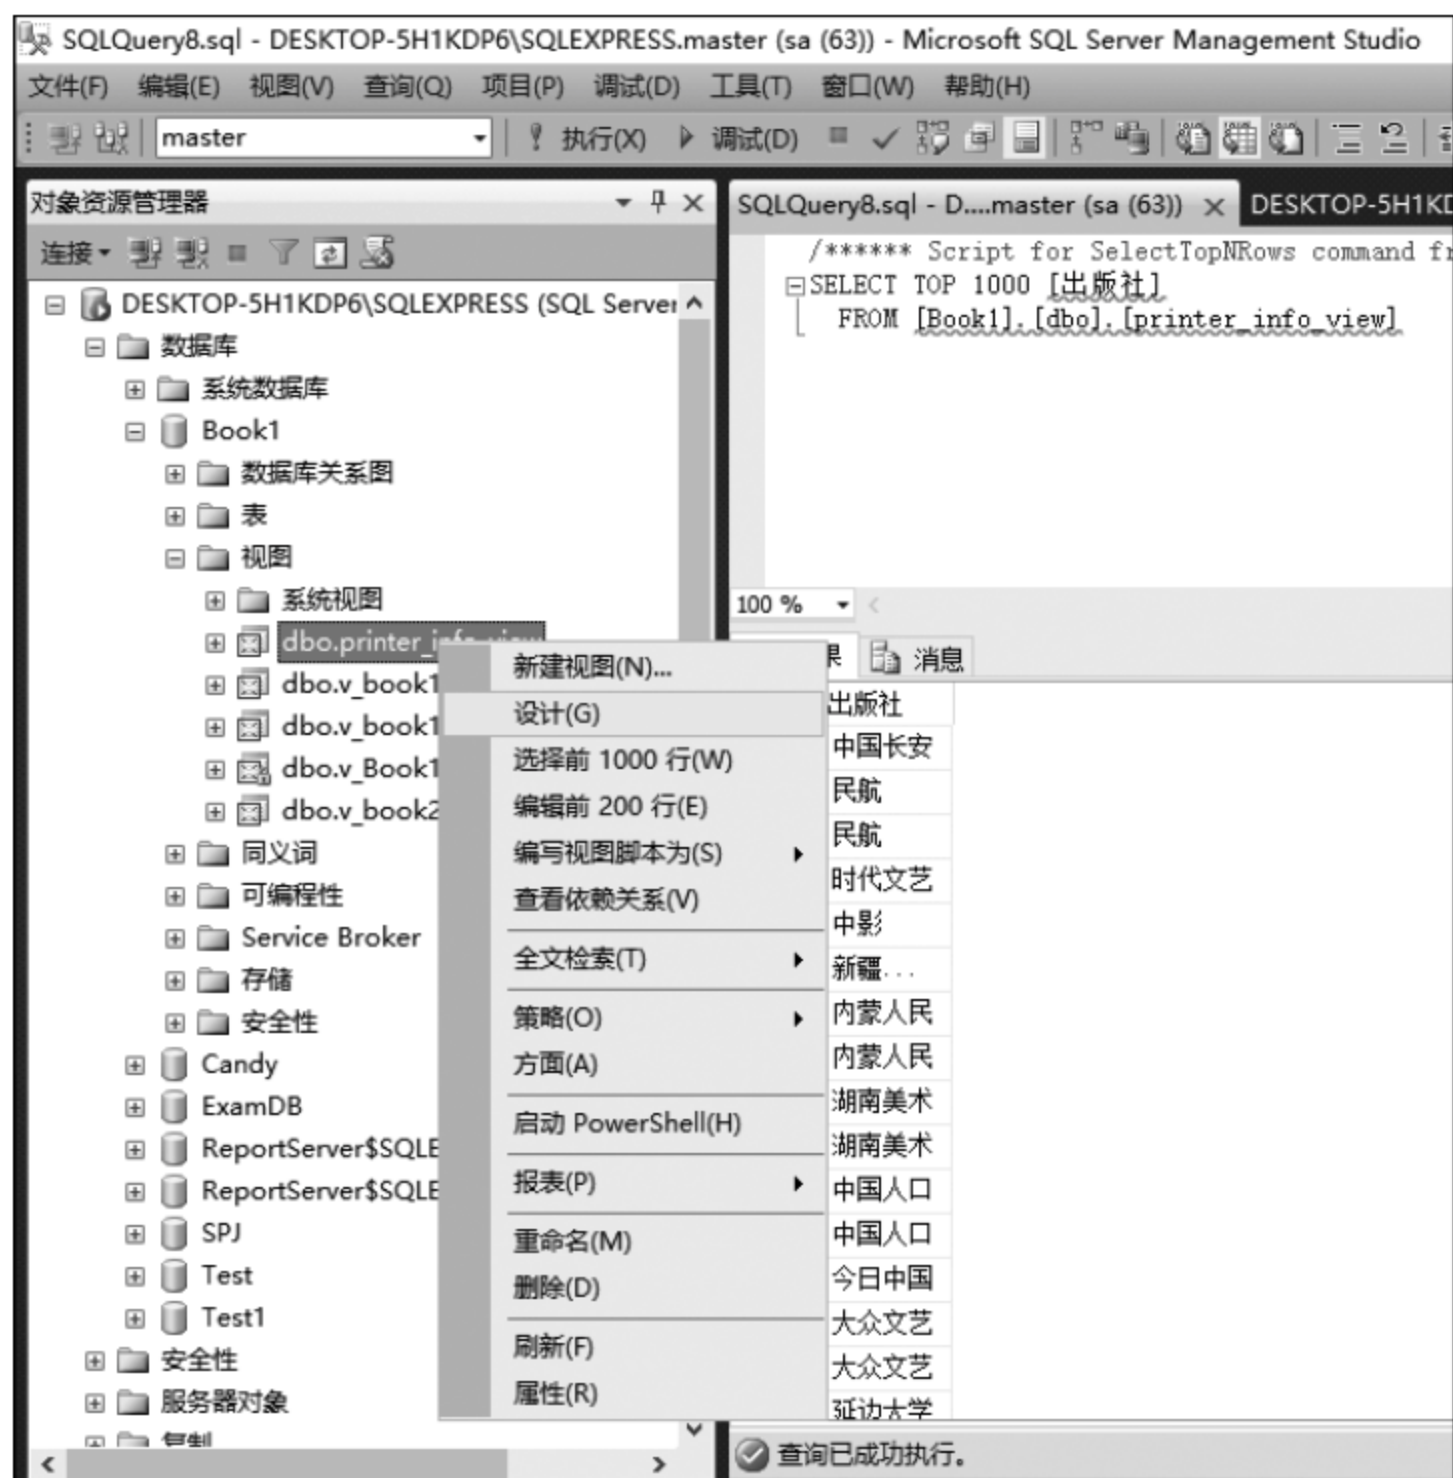 SQLQuery8.sql - DESKTOP-5H1KDP6\SQLEXPRESS.master (sa (63)) - Microsoft SQL Server Management Studio
文件(F) 编辑(E) 视图(V) 查询(Q) 项目(P) 调试(D) 工具(T) 窗口(W) 帮助(H)
master 执行(X) 调试(D)
对象资源管理器
连接
DESKTOP-5H1KDP6\SQLEXPRESS (SQL Server
数据库
系统数据库
Book1
数据库关系图
表
视图
系统视图
dbo.printer_info_view
dbo.v_book1
dbo.v_book1
dbo.v_Book1
dbo.v_book2
同义词
可编程性
Service Broker
存储
安全性
Candy
ExamDB
ReportServer$SQLE
ReportServer$SQLE
SPJ
Test
Test1
安全性
服务器对象
复制
新建视图(N)...
设计(G)
选择前 1000 行(W)
编辑前 200 行(E)
编写视图脚本为(S)
查看依赖关系(V)
全文检索(T)
策略(O)
方面(A)
启动 PowerShell(H)
报表(P)
重命名(M)
删除(D)
刷新(F)
属性(R)
SQLQuery8.sql - D....master (sa (63)) DESKTOP-5H1KD
/****** Script for SelectTopNRows command fr
SELECT TOP 1000 [出版社]
FROM [Book1].[dbo].[printer_info_view]
100 %
果 消息
出版社
中国长安
民航
民航
时代文艺
中影
新疆...
内蒙人民
内蒙人民
湖南美术
湖南美术
中国人口
中国人口
今日中国
大众文艺
大众文艺
延边大学
查询已成功执行。